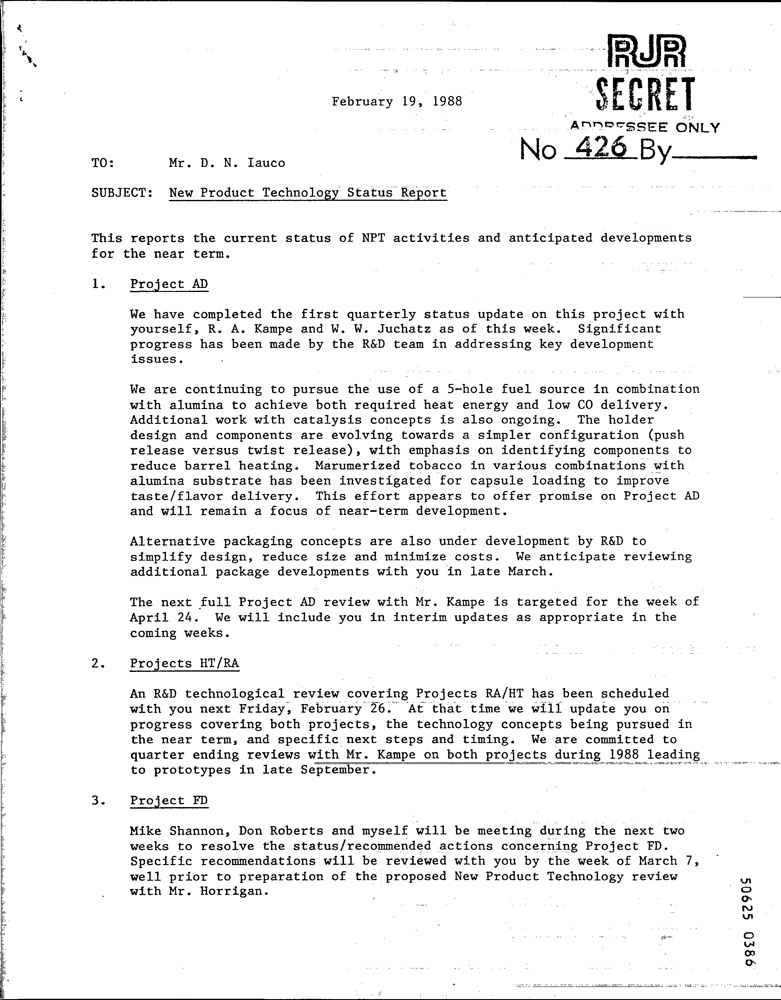 RJR
SECRET
ADDRESSEE ONLY
No 426 By
February 19, 1988
TO: Mr. D. N. Iauco
SUBJECT: New Product Technology Status Report
This reports the current status of NPT activities and anticipated developments
for the near term.
1. Project AD
We have completed the first quarterly status update on this project with
yourself, R. A. Kampe and W. W. Juchatz as of this week. Significant
progress has been made by the R&D team in addressing key development
issues.
We are continuing to pursue the use of a 5-hole fuel source in combination
with alumina to achieve both required heat energy and low CO delivery.
Additional work with catalysis concepts is also ongoing. The holder
design and components are evolving towards a simpler configuration (push
release versus twist release), with emphasis on identifying components to
reduce barrel heating. Marumerized tobacco in various combinations with
alumina substrate has been investigated for capsule loading to improve
taste/flavor delivery. This effort appears to offer promise on Project AD
and will remain a focus of near-term development.
Alternative packaging concepts are also under development by R&D to
simplify design, reduce size and minimize costs. We anticipate reviewing
additional package developments with you in late March.
The next full Project AD review with Mr. Kampe is targeted for the week of
April 24. We will include you in interim updates as appropriate in the
coming weeks.
2. Projects HT/RA
An R&D technological review covering Projects RA/HT has been scheduled
with you next Friday, February 26. At that time we will update you on
progress covering both projects, the technology concepts being pursued in
the near term, and specific next steps and timing. We are committed to
quarter ending reviews with Mr. Kampe on both projects during 1988 leading
to prototypes in late September.
3. Project FD
Mike Shannon, Don Roberts and myself will be meeting during the next two
weeks to resolve the status/recommended actions concerning Project FD.
Specific recommendations will be reviewed with you by the week of March 7,
well prior to preparation of the proposed New Product Technology review
with Mr. Horrigan.
50625 0386